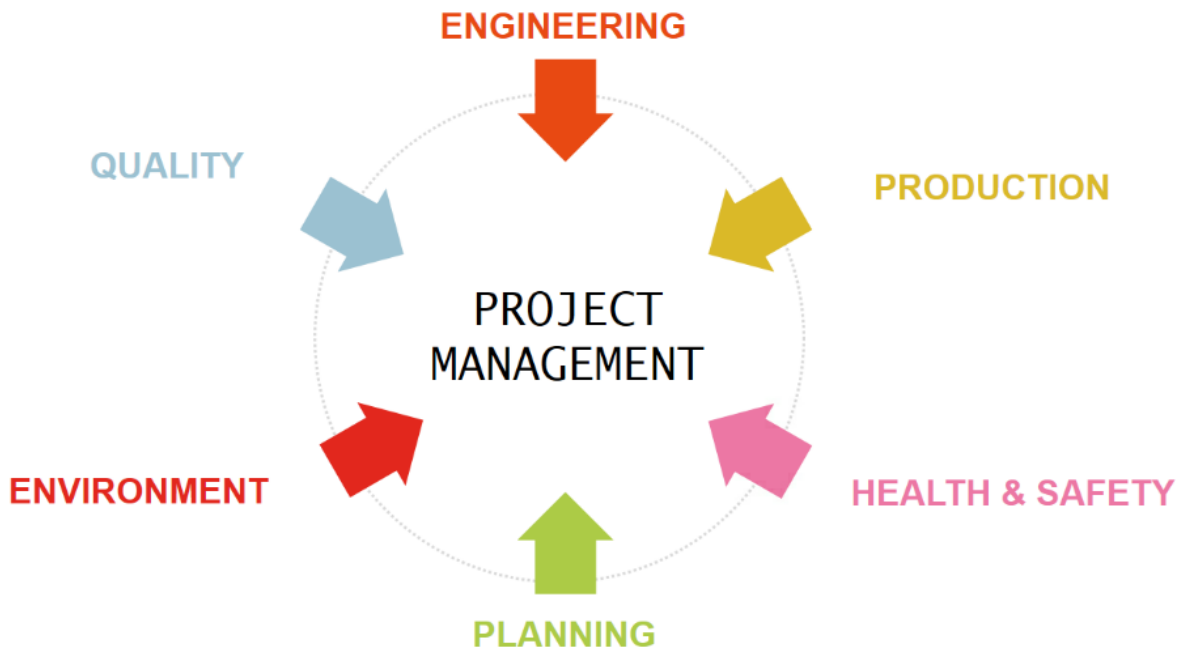 ENGINEERING
QUALITY
PRODUCTION
PROJECT
MANAGEMENT
ENVIRONMENT
HEALTH & SAFETY
PLANNING